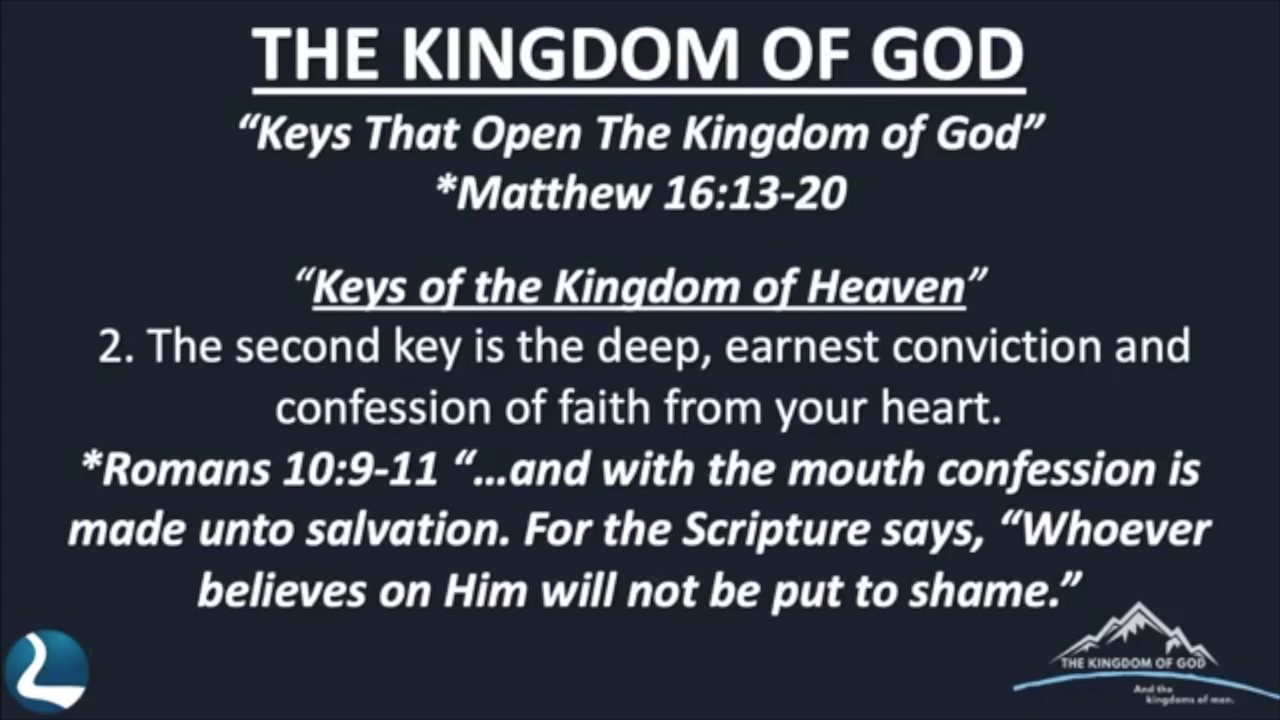 THE KINGDOM OF GOD
“Keys That Open The Kingdom of God”
*Matthew 16:13-20
“Keys of the Kingdom of Heaven”
2. The second key is the deep, earnest conviction and
confession of faith from your heart.
*Romans 10:9-11 “…and with the mouth confession is
made unto salvation. For the Scripture says, “Whoever
believes on Him will not be put to shame.”
THE KINGDOM OF GOD
And the
kingdoms of men.